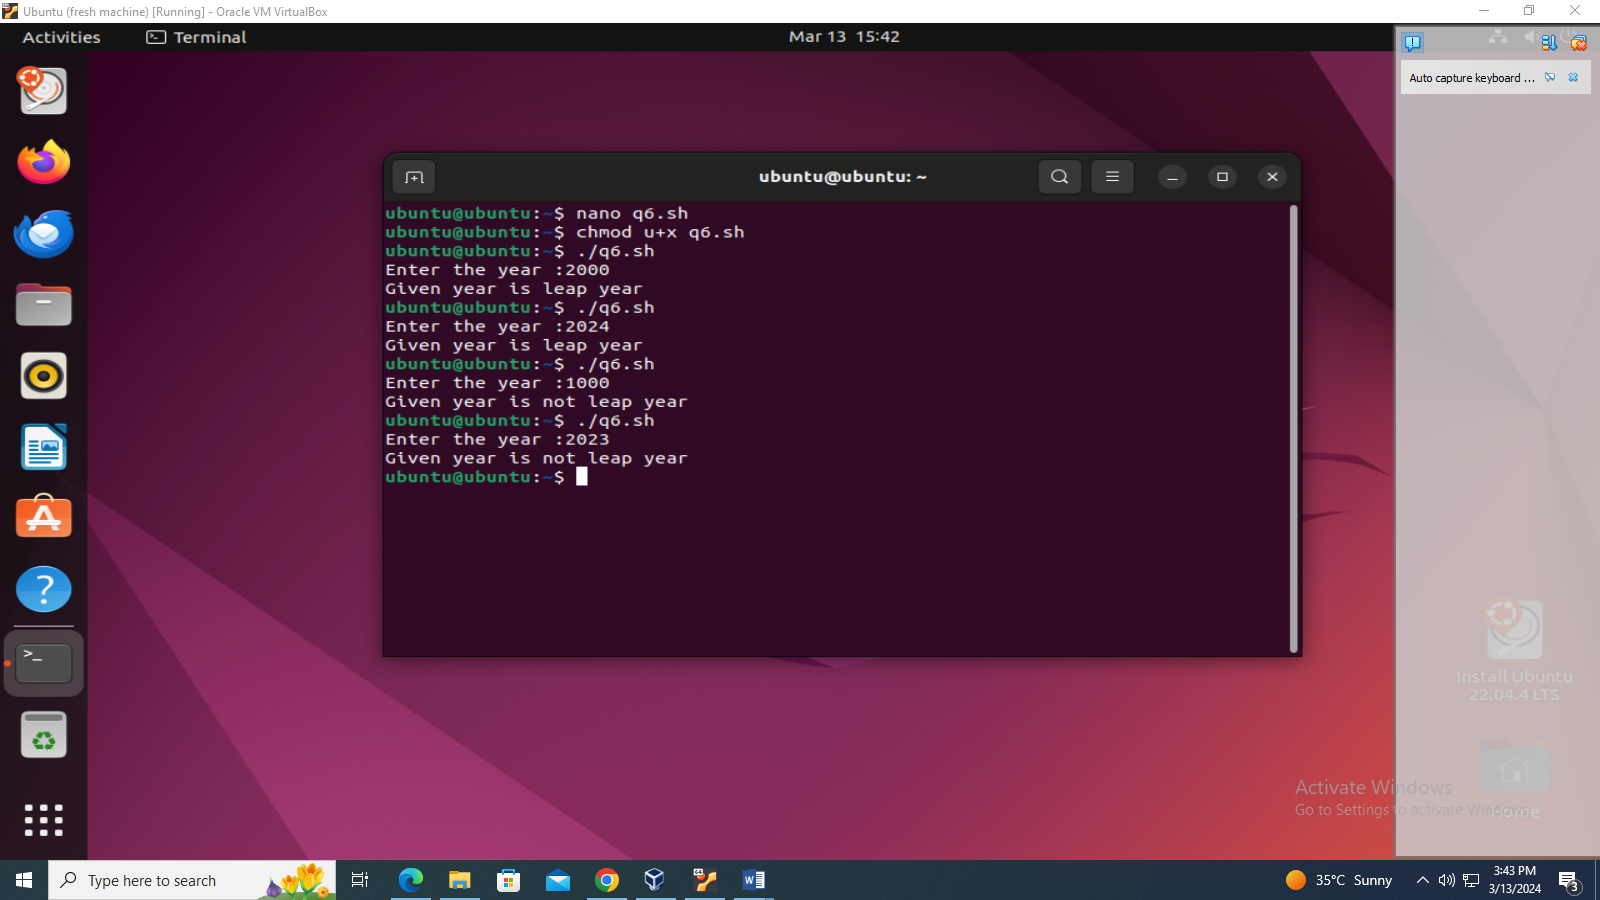 Ubuntu (fresh machine) [Running] - Oracle VM VirtualBox
Activities
Terminal
Mar 13 15:42
Auto capture keyboard ...
ubuntu@ubuntu: ~
ubuntu@ubuntu:~$ nano q6.sh
ubuntu@ubuntu:~$ chmod u+x q6.sh
ubuntu@ubuntu:~$ ./q6.sh
Enter the year :2000
Given year is leap year
ubuntu@ubuntu:~$ ./q6.sh
Enter the year :2024
Given year is leap year
ubuntu@ubuntu:~$ ./q6.sh
Enter the year :1000
Given year is not leap year
ubuntu@ubuntu:~$ ./q6.sh
Enter the year :2023
Given year is not leap year
ubuntu@ubuntu:~$
Install Ubuntu
22.04.4 LTS
Activate Windows
Go to Settings to activate Windows.
Home
Type here to search
35°C Sunny
3:43 PM
3/13/2024
3